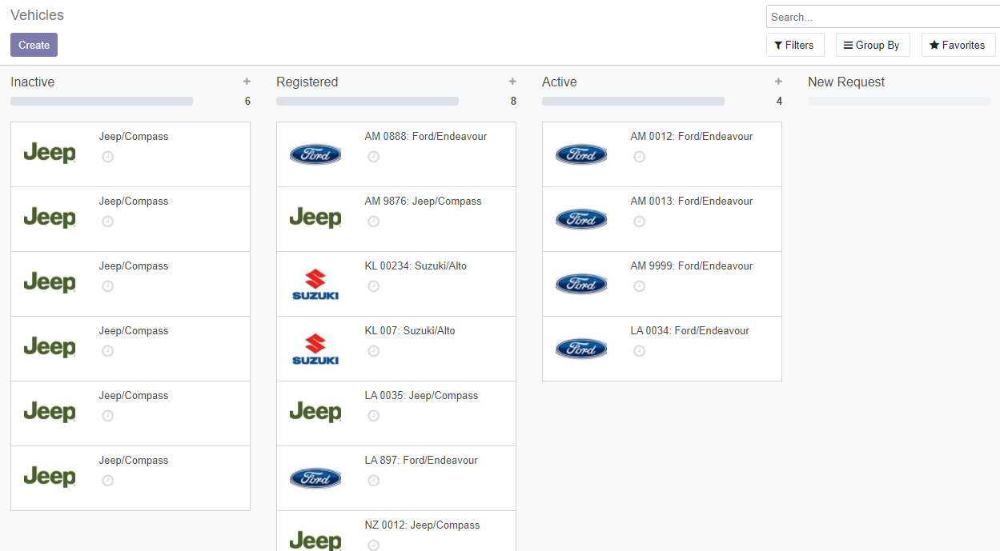 Vehicles
Search...
Create
Filters
Group By
Favorites
Inactive +
6
Jeep Jeep/Compass
Jeep Jeep/Compass
Jeep Jeep/Compass
Jeep Jeep/Compass
Jeep Jeep/Compass
Jeep Jeep/Compass
Registered +
8
Ford AM 0888: Ford/Endeavour
Jeep AM 9876: Jeep/Compass
KL 00234: Suzuki/Alto
SUZUKI
KL 007: Suzuki/Alto
SUZUKI
Jeep LA 0035: Jeep/Compass
Ford LA 897: Ford/Endeavour
Jeep NZ 0012: Jeep/Compass
Active +
4
Ford AM 0012: Ford/Endeavour
Ford AM 0013: Ford/Endeavour
Ford AM 9999: Ford/Endeavour
Ford LA 0034: Ford/Endeavour
New Request